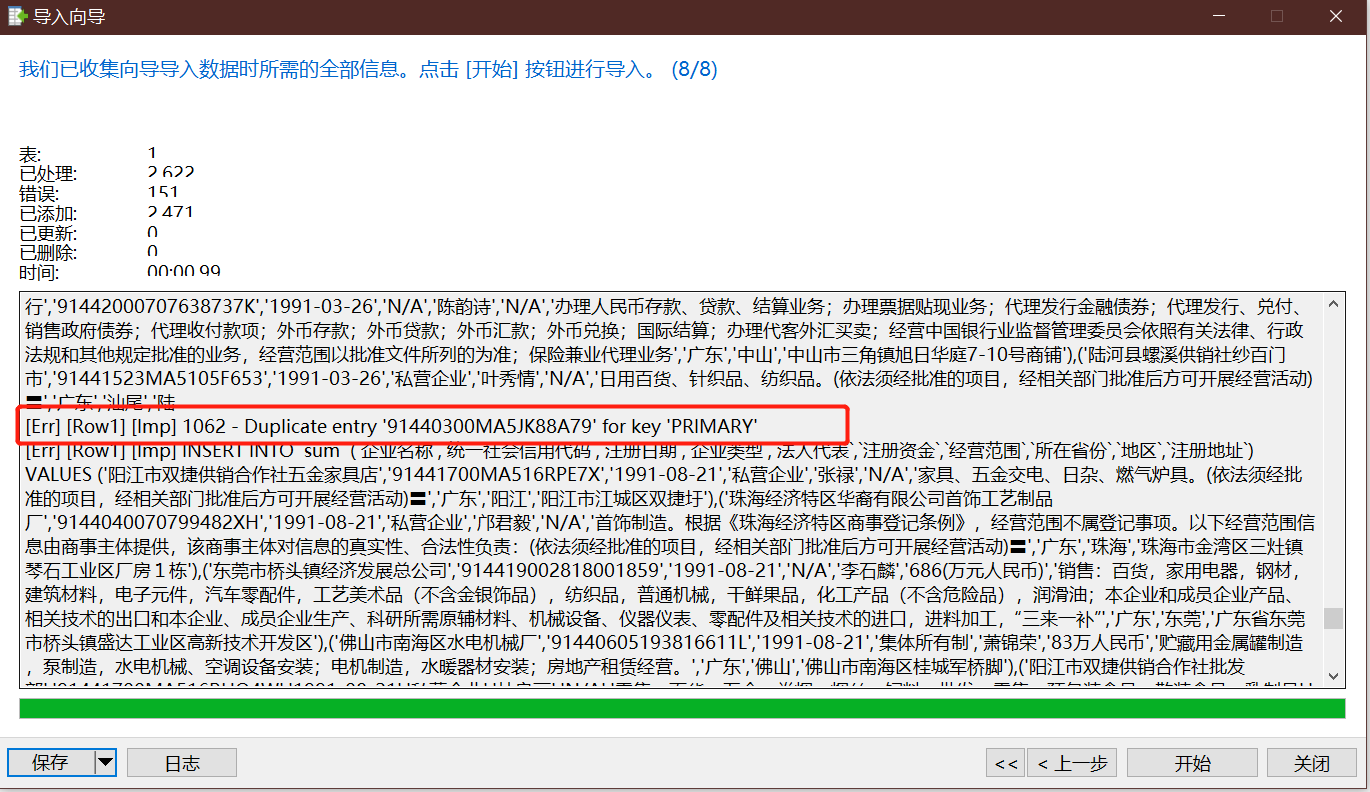 导入向导
我们已收集向导导入数据时所需的全部信息。点击 [开始] 按钮进行导入。 (8/8)
表: 1
已处理: 2,622
错误: 151
已添加: 2,471
已更新: 0
已删除: 0
时间: 00:00.99
行','91442000707638737K','1991-03-26','N/A','陈韵诗','N/A','办理人民币存款、贷款、结算业务；办理票据贴现业务；代理发行金融债券；代理发行、兑付、
销售政府债券；代理收付款项；外币存款；外币贷款；外币汇款；外币兑换；国际结算；办理代客外汇买卖；经营中国银行业监督管理委员会依照有关法律、行政
法规和其他规定批准的业务，经营范围以批准文件所列的为准；保险兼业代理业务','广东','中山','中山市三角镇旭日华庭7-10号商铺'),('陆河县螺溪供销社纱百门
市','91441523MA5105F653','1991-03-26','私营企业','叶秀情','N/A','日用百货、针织品、纺织品。(依法须经批准的项目，经相关部门批准后方可开展经营活动)
〓','广东','汕尾','陆
[Err] [Row1] [Imp] 1062 - Duplicate entry '91440300MA5JK88A79' for key 'PRIMARY'
[Err] [Row1] [Imp] INSERT INTO `sum` (`企业名称`,`统一社会信用代码`,`注册日期`,`企业类型`,`法人代表`,`注册资金`,`经营范围`,`所在省份`,`地区`,`注册地址`)
VALUES ('阳江市双捷供销合作社五金家具店','91441700MA516RPE7X','1991-08-21','私营企业','张禄','N/A','家具、五金交电、日杂、燃气炉具。(依法须经批
准的项目，经相关部门批准后方可开展经营活动)〓','广东','阳江','阳江市江城区双捷圩'),('珠海经济特区华裔有限公司首饰工艺制品
厂','9144040070799482XH','1991-08-21','私营企业','邝君毅','N/A','首饰制造。根据《珠海经济特区商事登记条例》，经营范围不属登记事项。以下经营范围信
息由商事主体提供，该商事主体对信息的真实性、合法性负责：(依法须经批准的项目，经相关部门批准后方可开展经营活动)〓','广东','珠海','珠海市金湾区三灶镇
琴石工业区厂房１栋'),('东莞市桥头镇经济发展总公司','914419002818001859','1991-08-21','N/A','李石麟','686(万元人民币)','销售：百货，家用电器，钢材，
建筑材料，电子元件，汽车零配件，工艺美术品（不含金银饰品），纺织品，普通机械，干鲜果品，化工产品（不含危险品），润滑油；本企业和成员企业产品、
相关技术的出口和本企业、成员企业生产、科研所需原辅材料、机械设备、仪器仪表、零配件及相关技术的进口，进料加工，“三来一补”','广东','东莞','广东省东莞
市桥头镇盛达工业区高新技术开发区'),('佛山市南海区水电机械厂','91440605193816611L','1991-08-21','集体所有制','萧锦荣','83万人民币','贮藏用金属罐制造
，泵制造，水电机械、空调设备安装；电机制造，水暖器材安装；房地产租赁经营。','广东','佛山','佛山市南海区桂城军桥脚'),('阳江市双捷供销合作社批发
保存
日志
<<
< 上一步
开始
关闭